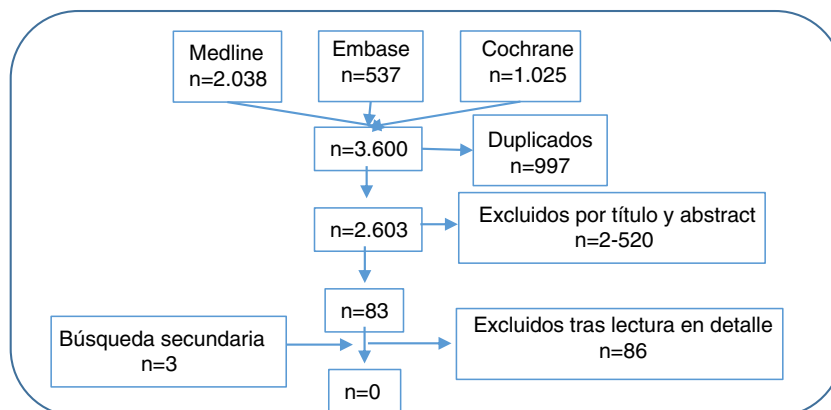 Medline
n=2.038
Embase
n=537
Cochrane
n=1.025
n=3.600
Duplicados
n=997
n=2.603
Excluidos por título y abstract
n=2-520
n=83
Búsqueda secundaria
n=3
Excluidos tras lectura en detalle
n=86
n=0